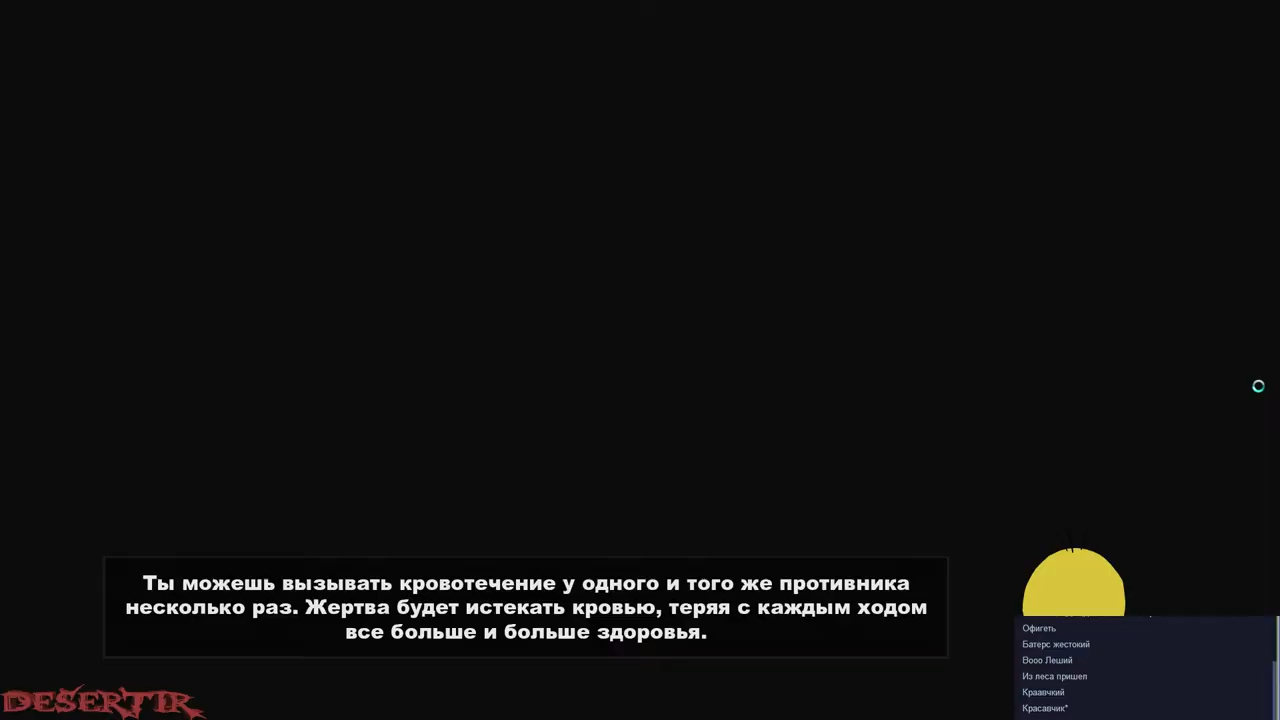 Ты можешь вызывать кровотечение у одного и того же противника
несколько раз. Жертва будет истекать кровью, теряя с каждым ходом
все больше и больше здоровья.
Офигеть
Батерс жестокий
Вооо Леший
Из леса пришел
Краавчкий
Красавчик*
DESERTIR